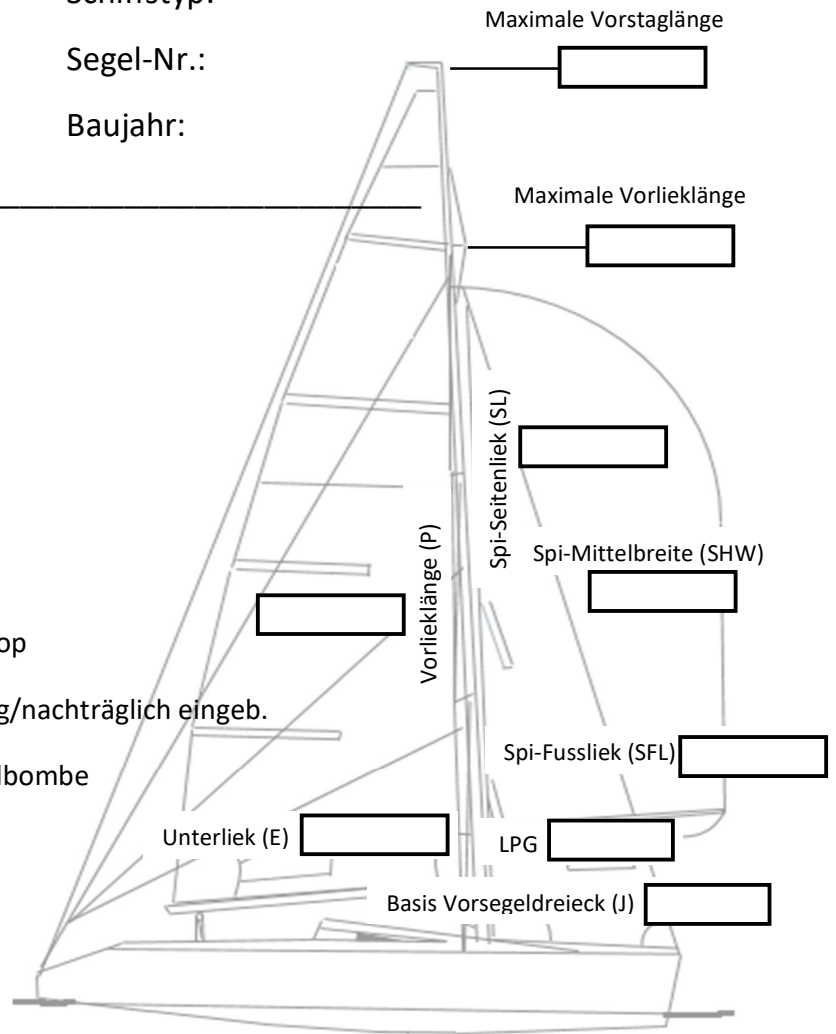 Maximale Vorstaglänge
Segel-Nr.:
Baujahr:
Maximale Vorlieklänge
Spi-Seitenliek (SL)
Vorlieklänge (P)
Spi-Mittelbreite (SHW)
op
g/nachträglich eingeb.
Spi-Fussliek (SFL)
lbombe
Unterliek (E)
LPG
Basis Vorsegeldreieck (J)